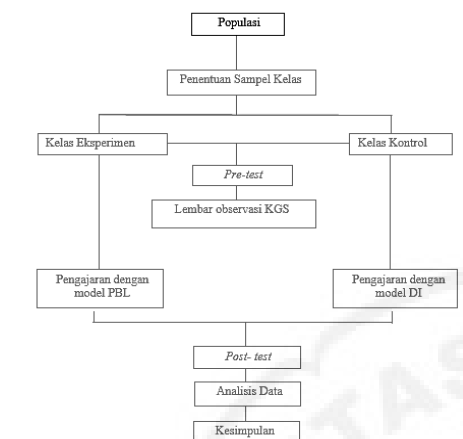 Populasi
Penentuan Sampel Kelas
Kelas Eksperimen
Kelas Kontrol
Pre-test
Lembar observasi KGS
Pengajaran dengan
model PBL
Pengajaran dengan
model DI
Post- test
Analisis Data
Kesimpulan